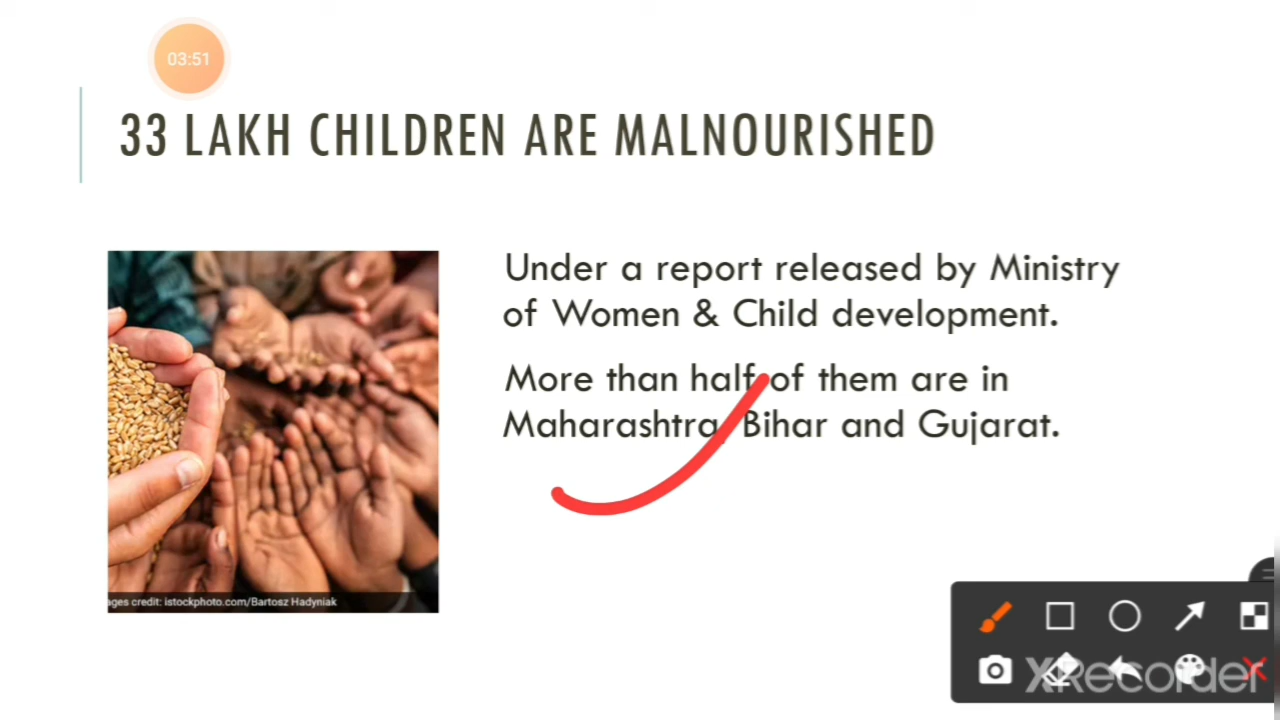 03:51
33 LAKH CHILDREN ARE MALNOURISHED
Under a report released by Ministry
of Women & Child development.
More than half of them are in
Maharashtra, Bihar and Gujarat.
ages credit: istockphoto.com/Bartosz Hadyniak
XRecorder